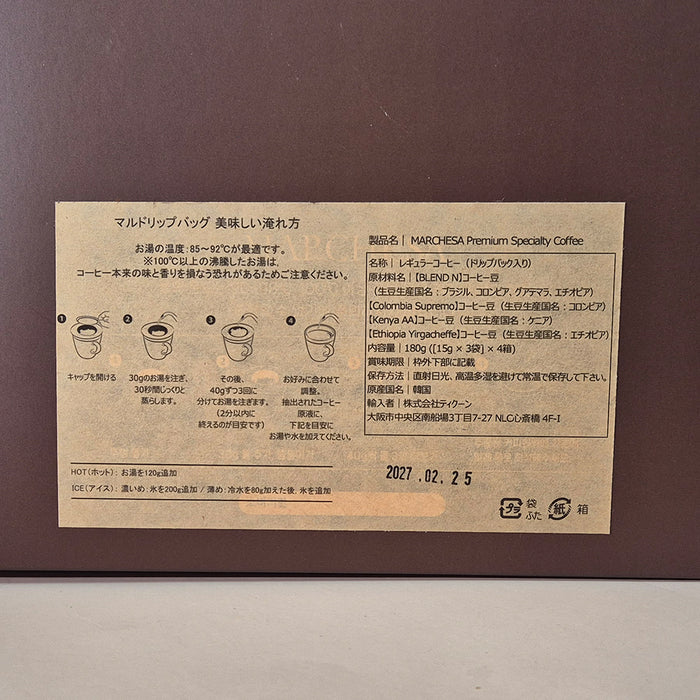 マルドリップバッグ 美味しい淹れ方
お湯の温度：85～92℃が最適です。
※100℃以上の沸騰したお湯は、
コーヒー本来の味と香りを損なう恐れがあるためご注意ください。
1
キャップを開ける
2
30gのお湯を注ぎ、
30秒間じっくりと
蒸らします。
3
その後、
40gずつ3回に
分けてお湯を注ぎます。
(2分以内に
終えるのが目安です)
4
お好みに合わせて
調整。
抽出されたコーヒー
原液に、
下記を目安に
お湯や水を加えてください。
HOT(ホット)： お湯を120g追加
ICE(アイス)： 濃いめ：氷を200g追加 / 薄め：冷水を80g加えた後、氷を追加
製品名｜ MARCHESA Premium Specialty Coffee
名称｜ レギュラーコーヒー（ドリップバック入り）
原材料名｜【BLEND N】コーヒー豆
（生豆生産国名：ブラジル、コロンビア、グアテマラ、エチオピア）
【Colombia Supremo】コーヒー豆（生豆生産国名：コロンビア）
【Kenya AA】コーヒー豆（生豆生産国名：ケニア）
【Ethiopia Yirgacheffe】コーヒー豆（生豆生産国名：エチオピア）
内容量｜ 180g（[15g × 3袋] × 4箱）
賞味期限｜ 枠外下部に記載
保存方法｜ 直射日光、高温多湿を避けて常温で保存して下さい。
原産国名｜ 韓国
輸入者｜ 株式会社ティクーン
大阪市中央区南船場3丁目7-27 NLC心斎橋 4F-I
2027.02.25
プラ
袋
ふた
紙
箱